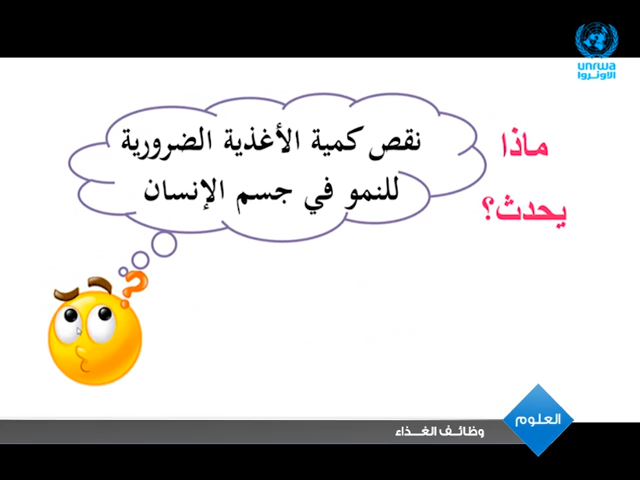 unrwa
الأونروا
ماذا
يحدث؟
نقص كمية الأغذية الضرورية
للنمو في جسم الإنسان
?
العلوم
وظائف الغذاء